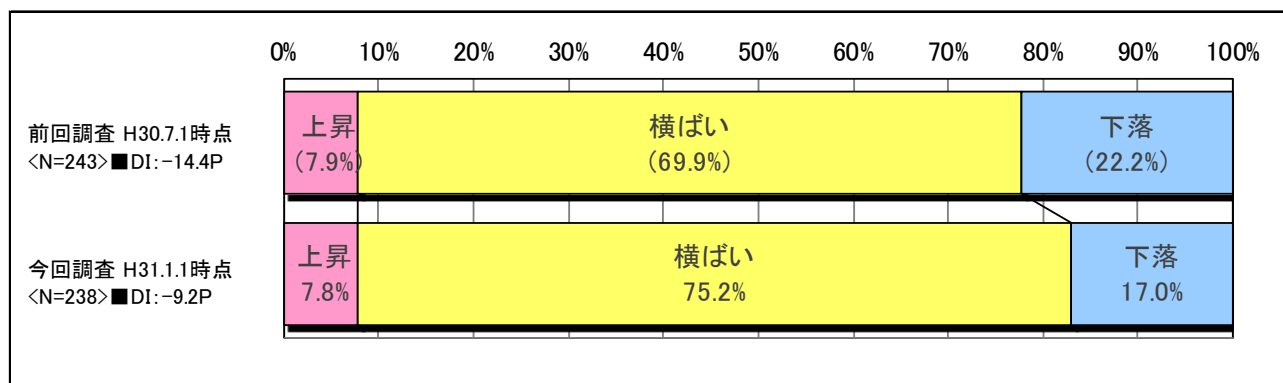 0% 10% 20% 30% 40% 50% 60% 70% 80% 90% 100%
前回調査 H30.7.1時点
<N=243>■DI:-14.4P
上昇 横ばい 下落
(7.9%) (69.9%) (22.2%)
今回調査 H31.1.1時点
<N=238>■DI:-9.2P
上昇 横ばい 下落
7.8% 75.2% 17.0%